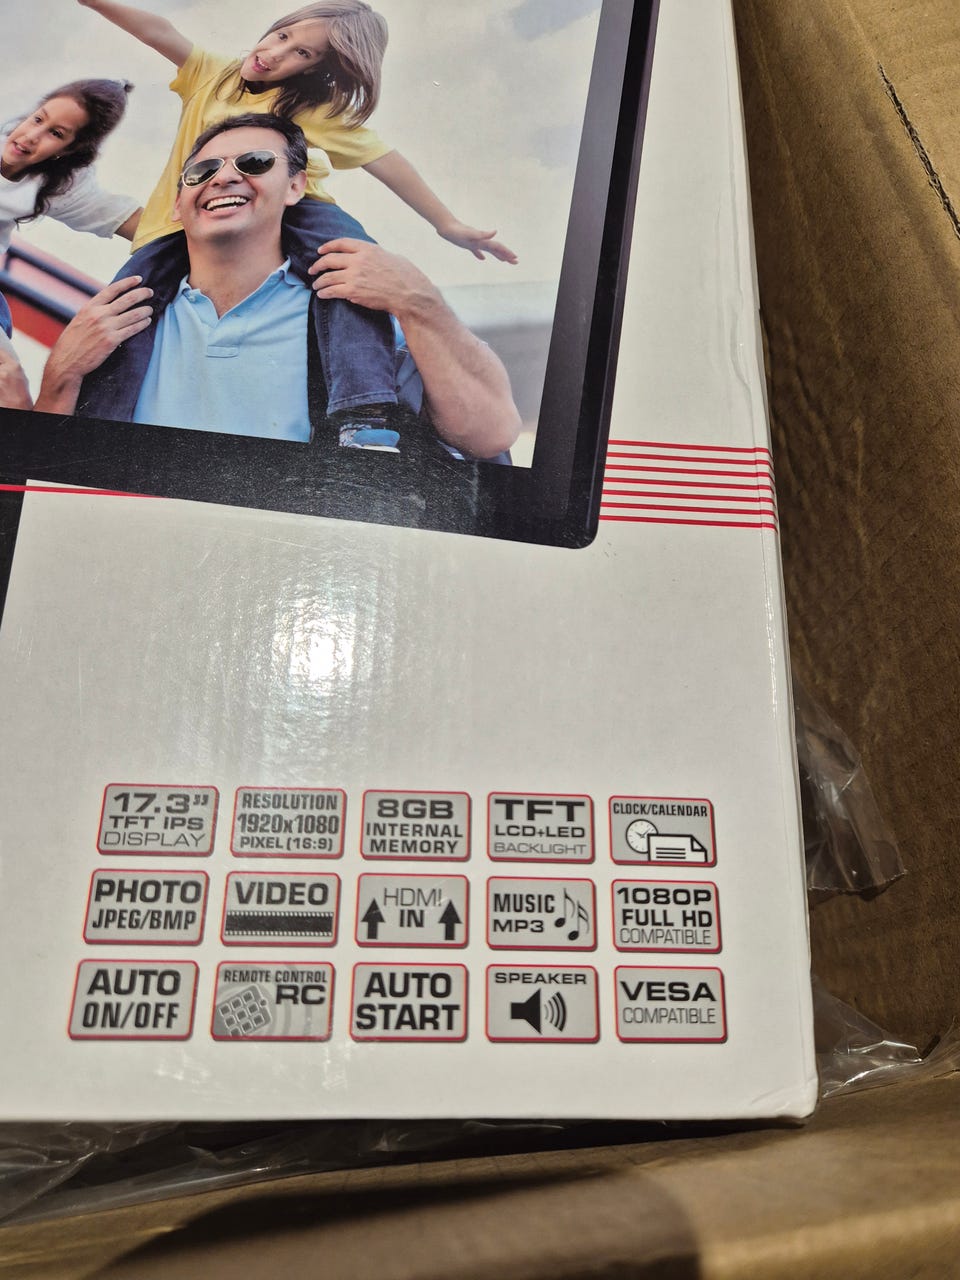 17.3"
TFT IPS
DISPLAY
RESOLUTION
1920x1080
PIXEL (16:9)
8GB
INTERNAL
MEMORY
TFT
LCD+LED
BACKLIGHT
CLOCK/CALENDAR
PHOTO
JPEG/BMP
VIDEO
HDMI
IN
MUSIC
MP3
1080P
FULL HD
COMPATIBLE
AUTO
ON/OFF
REMOTE CONTROL
RC
AUTO
START
SPEAKER
VESA
COMPATIBLE